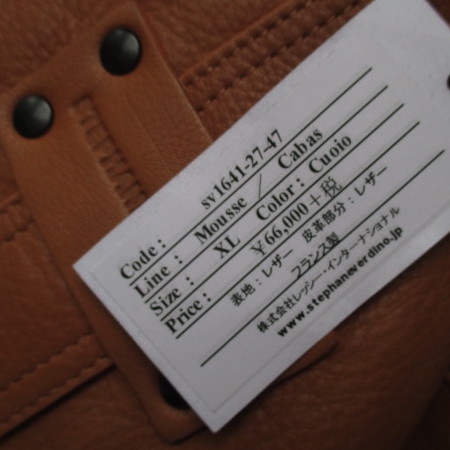 Code : sv1641-27-47
Line : Mousse / Cabas
Size : XL Color : Cuoio
Price : ¥66,000+税
表地：レザー 皮革部分：レザー
フランス製
株式会社レッシー・インターナショナル
www.stephaneverdino.jp